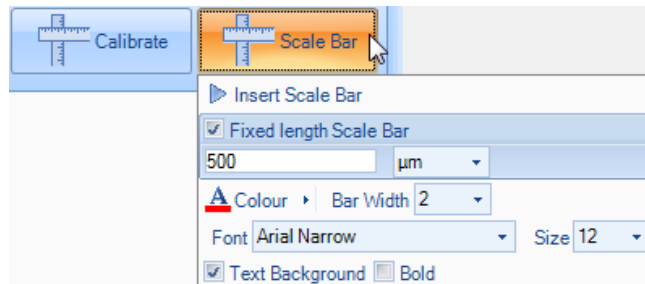 Calibrate Scale Bar
Insert Scale Bar
Fixed length Scale Bar
500 µm
A Colour Bar Width 2
Font Arial Narrow Size 12
Text Background Bold